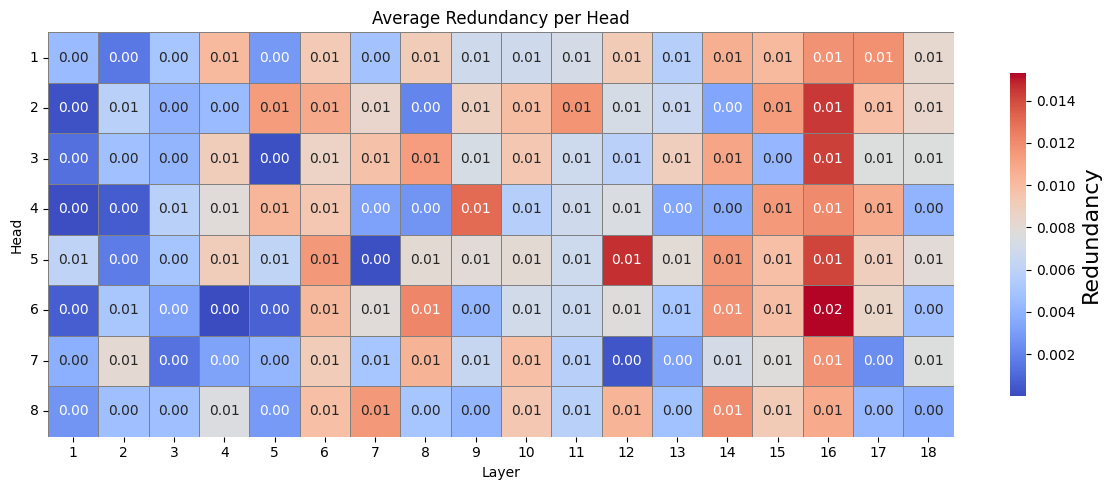 Average Redundancy per Head
1 0.00 0.00 0.00 0.01 0.00 0.01 0.00 0.01 0.01 0.01 0.01 0.01 0.01 0.01 0.01 0.01 0.01 0.01
2 0.00 0.01 0.00 0.00 0.01 0.01 0.01 0.00 0.01 0.01 0.01 0.01 0.01 0.00 0.01 0.01 0.01 0.01
3 0.00 0.00 0.00 0.01 0.00 0.01 0.01 0.01 0.01 0.01 0.01 0.01 0.01 0.01 0.00 0.01 0.01 0.01
4 0.00 0.00 0.01 0.01 0.01 0.01 0.00 0.00 0.01 0.01 0.01 0.01 0.00 0.00 0.01 0.01 0.01 0.00
5 0.01 0.00 0.00 0.01 0.01 0.01 0.00 0.01 0.01 0.01 0.01 0.01 0.01 0.01 0.01 0.01 0.01 0.01
6 0.00 0.01 0.00 0.00 0.00 0.01 0.01 0.01 0.00 0.01 0.01 0.01 0.01 0.01 0.01 0.02 0.01 0.00
7 0.00 0.01 0.00 0.00 0.00 0.01 0.01 0.01 0.01 0.01 0.01 0.00 0.00 0.01 0.01 0.01 0.00 0.01
8 0.00 0.00 0.00 0.01 0.00 0.01 0.01 0.00 0.00 0.01 0.01 0.01 0.00 0.01 0.01 0.01 0.00 0.00
1 2 3 4 5 6 7 8 9 10 11 12 13 14 15 16 17 18
Layer
Head
0.014
0.012
0.010
0.008
0.006
0.004
0.002
Redundancy